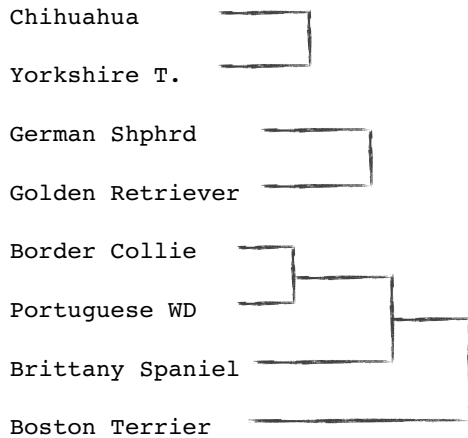 Chihuahua
Yorkshire T.
German Shphrd
Golden Retriever
Border Collie
Portuguese WD
Brittany Spaniel
Boston Terrier